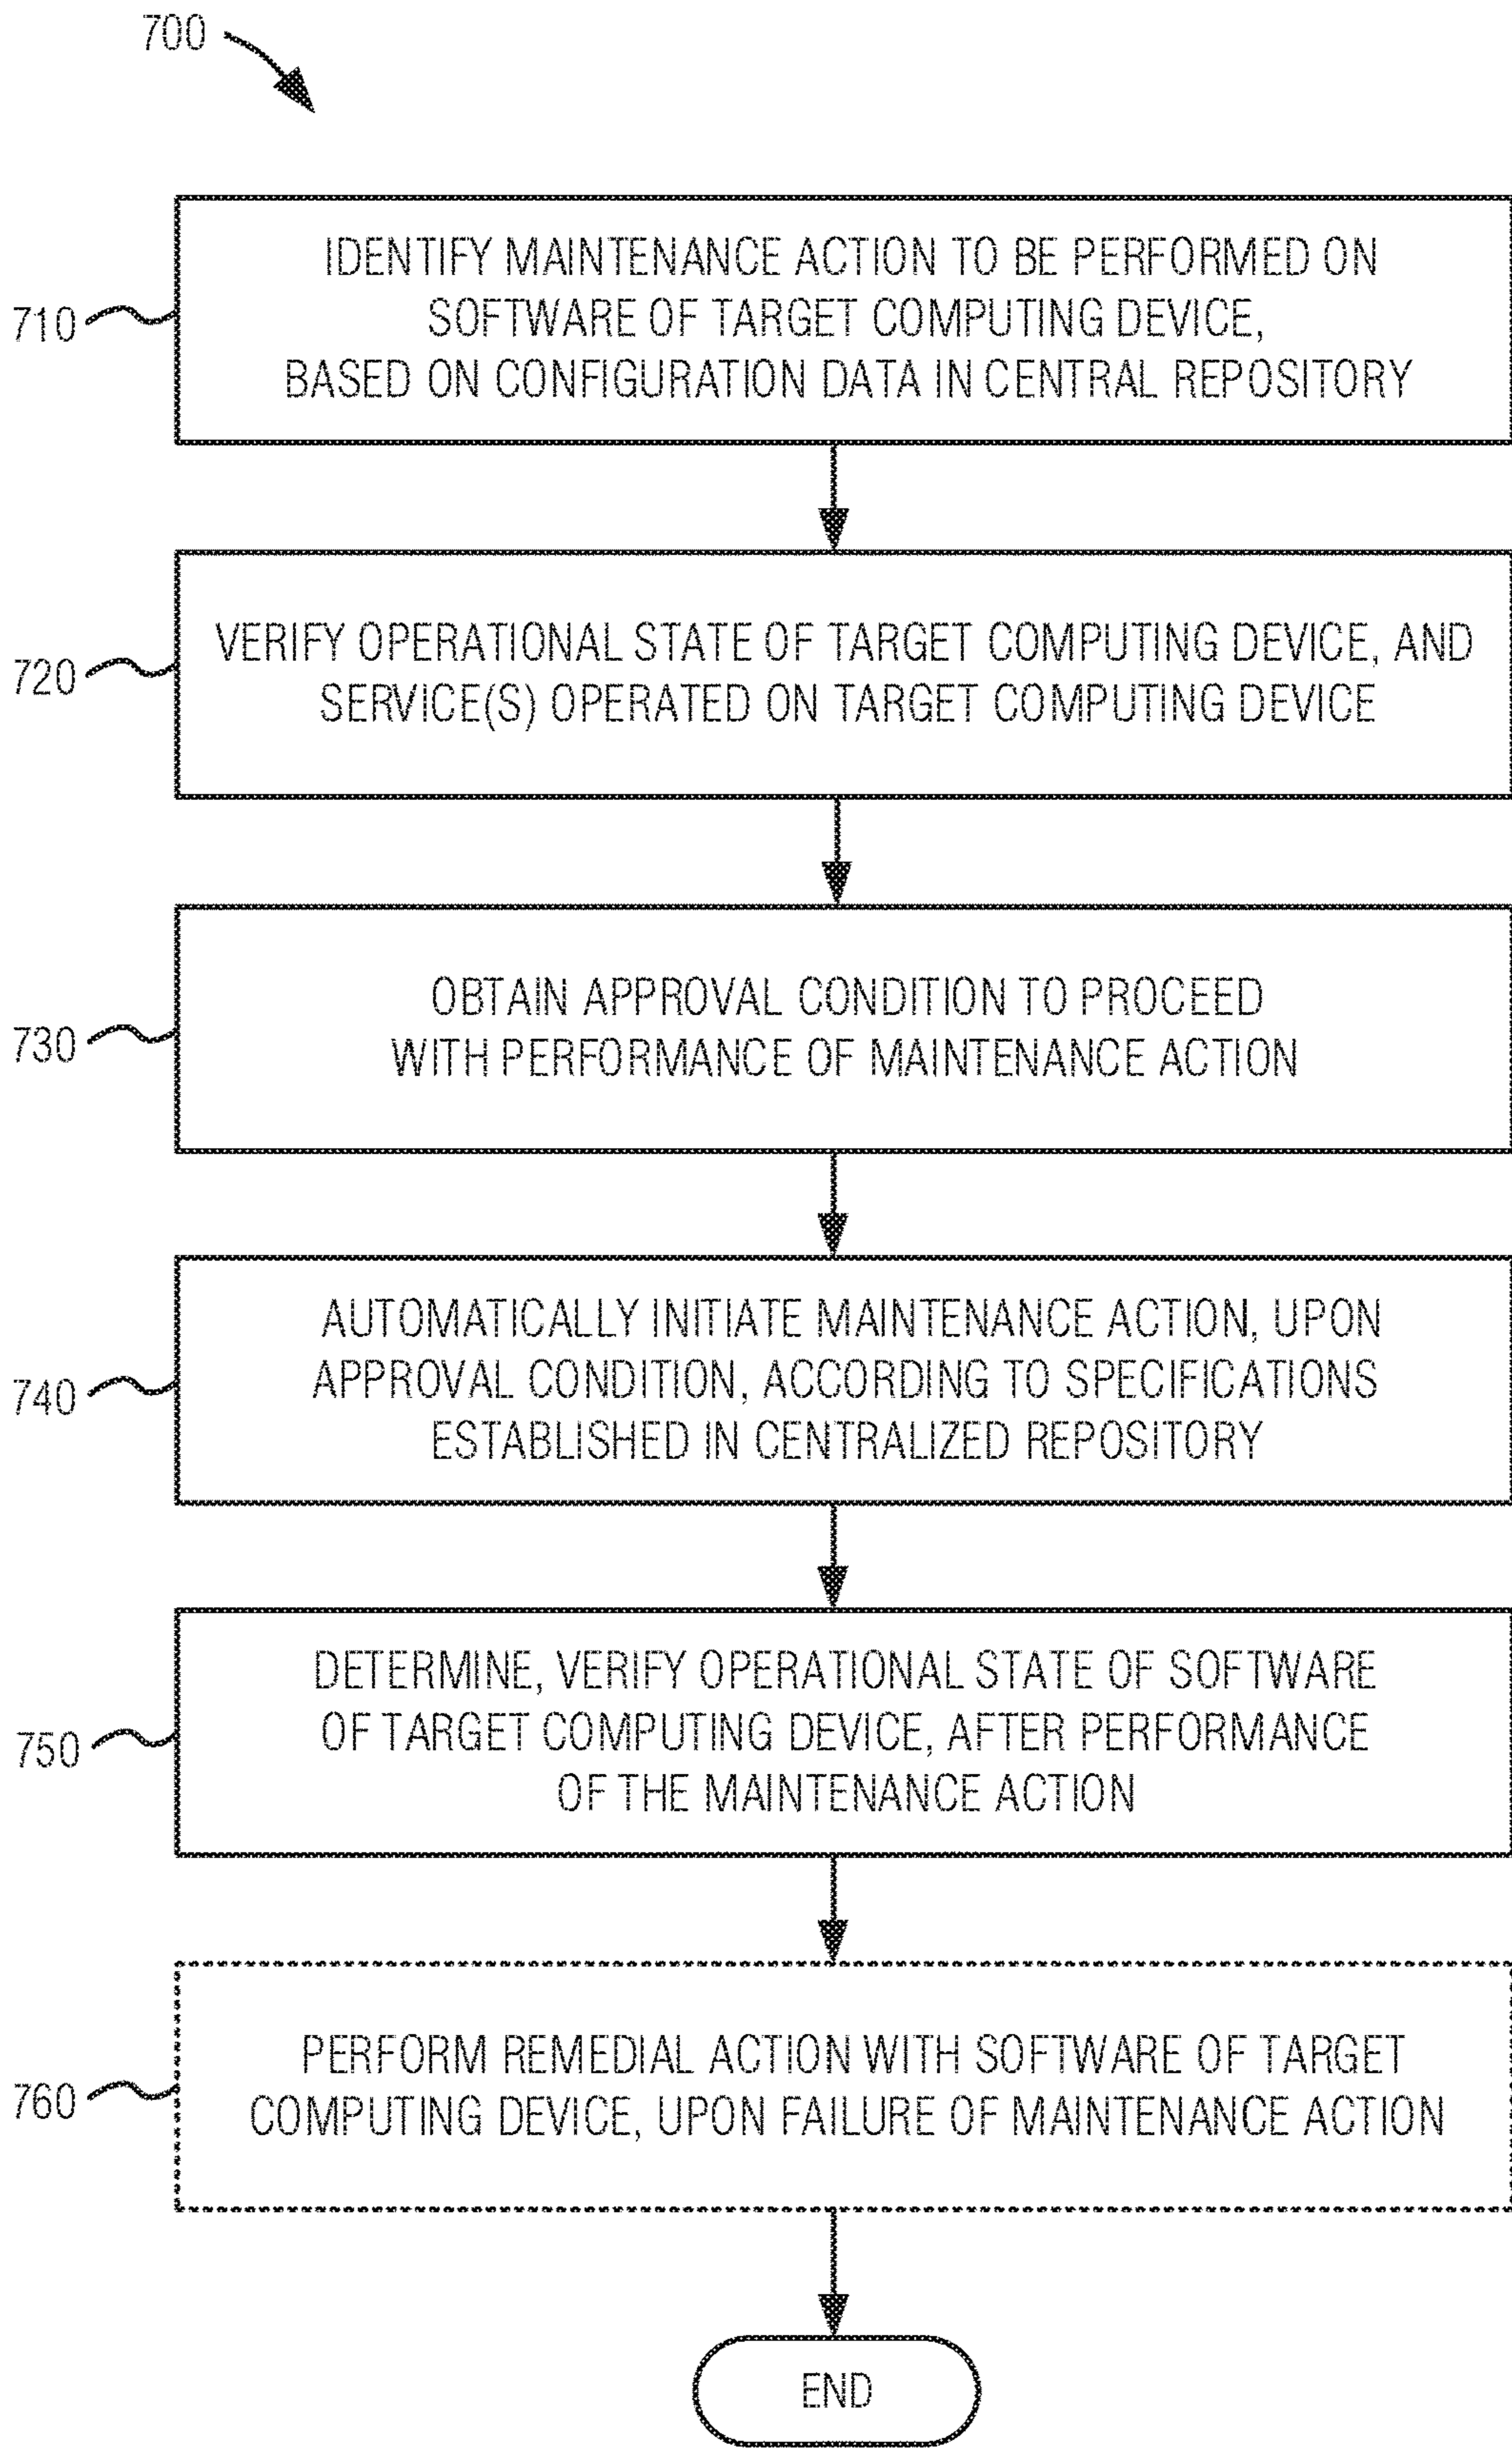 700
IDENTIFY MAINTENANCE ACTION TO BE PERFORMED ON
SOFTWARE OF TARGET COMPUTING DEVICE,
BASED ON CONFIGURATION DATA IN CENTRAL REPOSITORY
710
VERIFY OPERATIONAL STATE OF TARGET COMPUTING DEVICE, AND
SERVICE(S) OPERATED ON TARGET COMPUTING DEVICE
720
OBTAIN APPROVAL CONDITION TO PROCEED
WITH PERFORMANCE OF MAINTENANCE ACTION
730
AUTOMATICALLY INITIATE MAINTENANCE ACTION, UPON
APPROVAL CONDITION, ACCORDING TO SPECIFICATIONS
ESTABLISHED IN CENTRALIZED REPOSITORY
740
DETERMINE, VERIFY OPERATIONAL STATE OF SOFTWARE
OF TARGET COMPUTING DEVICE, AFTER PERFORMANCE
OF THE MAINTENANCE ACTION
750
PERFORM REMEDIAL ACTION WITH SOFTWARE OF TARGET
COMPUTING DEVICE, UPON FAILURE OF MAINTENANCE ACTION
760
END